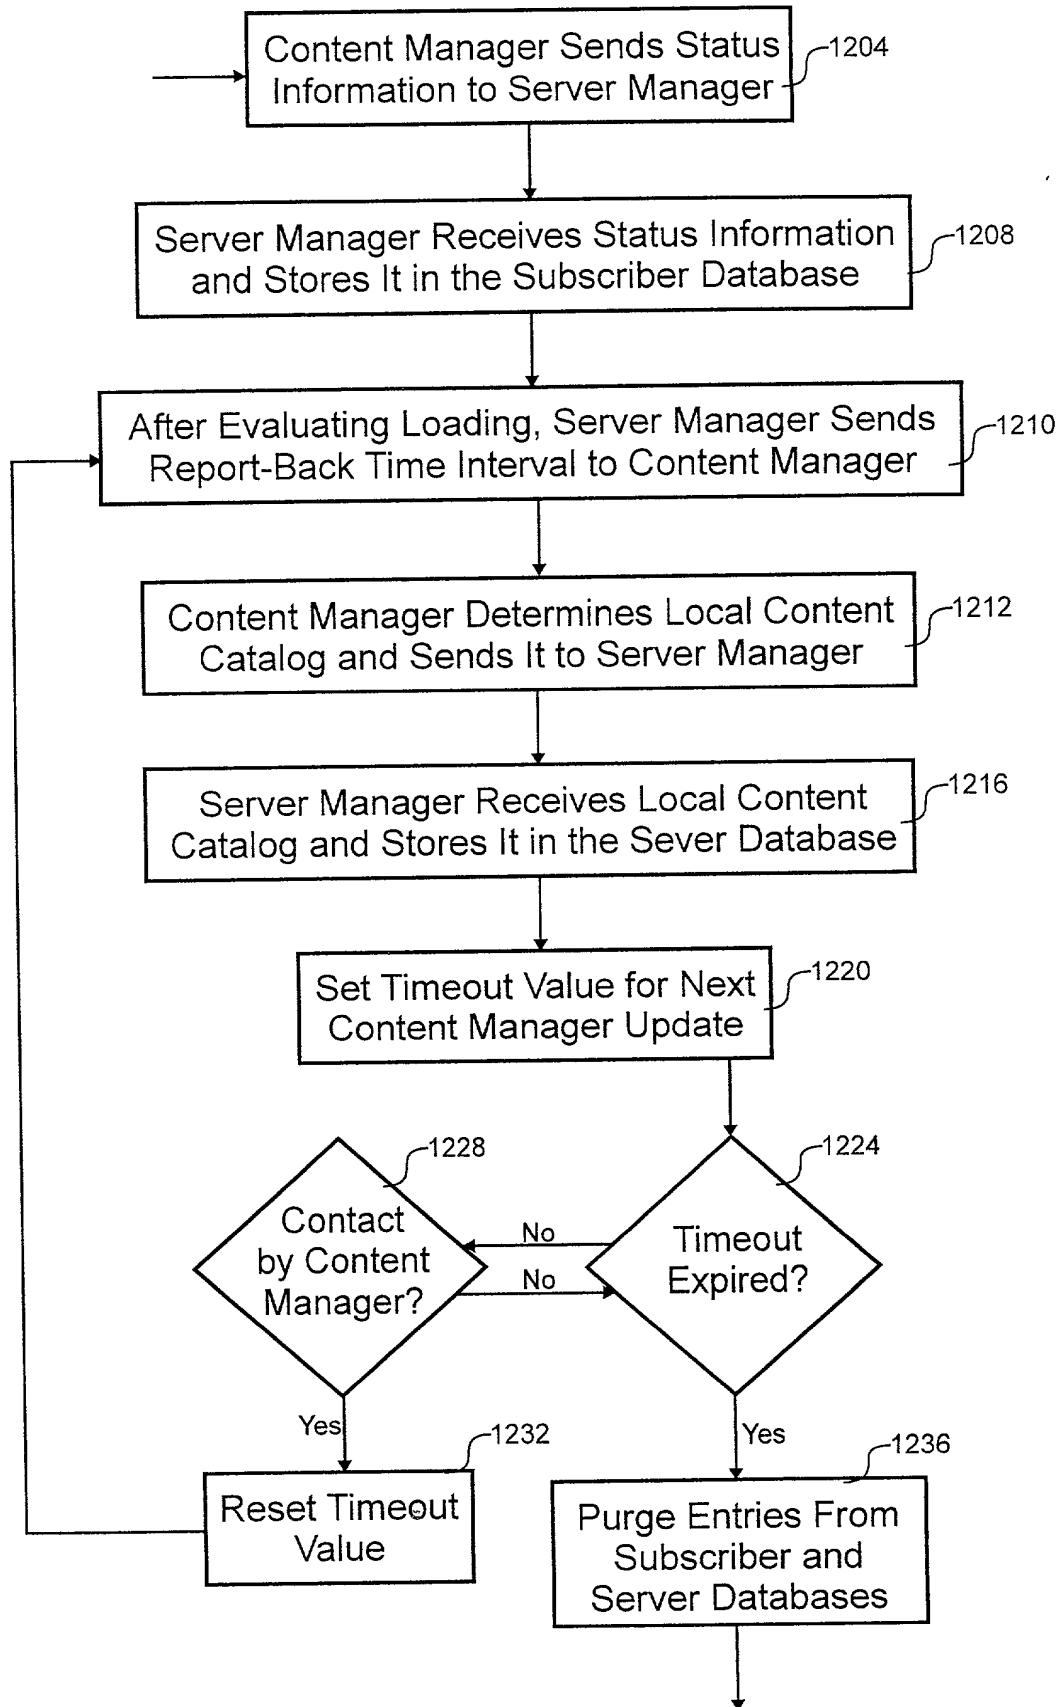 Content Manager Sends Status
Information to Server Manager
1204
Server Manager Receives Status Information
and Stores It in the Subscriber Database
1208
After Evaluating Loading, Server Manager Sends
Report-Back Time Interval to Content Manager
1210
Content Manager Determines Local Content
Catalog and Sends It to Server Manager
1212
Server Manager Receives Local Content
Catalog and Stores It in the Sever Database
1216
Set Timeout Value for Next
Content Manager Update
1220
1228
Contact
by Content
Manager?
No
No
1224
Timeout
Expired?
Yes
1232
Reset Timeout
Value
Yes
1236
Purge Entries From
Subscriber and
Server Databases